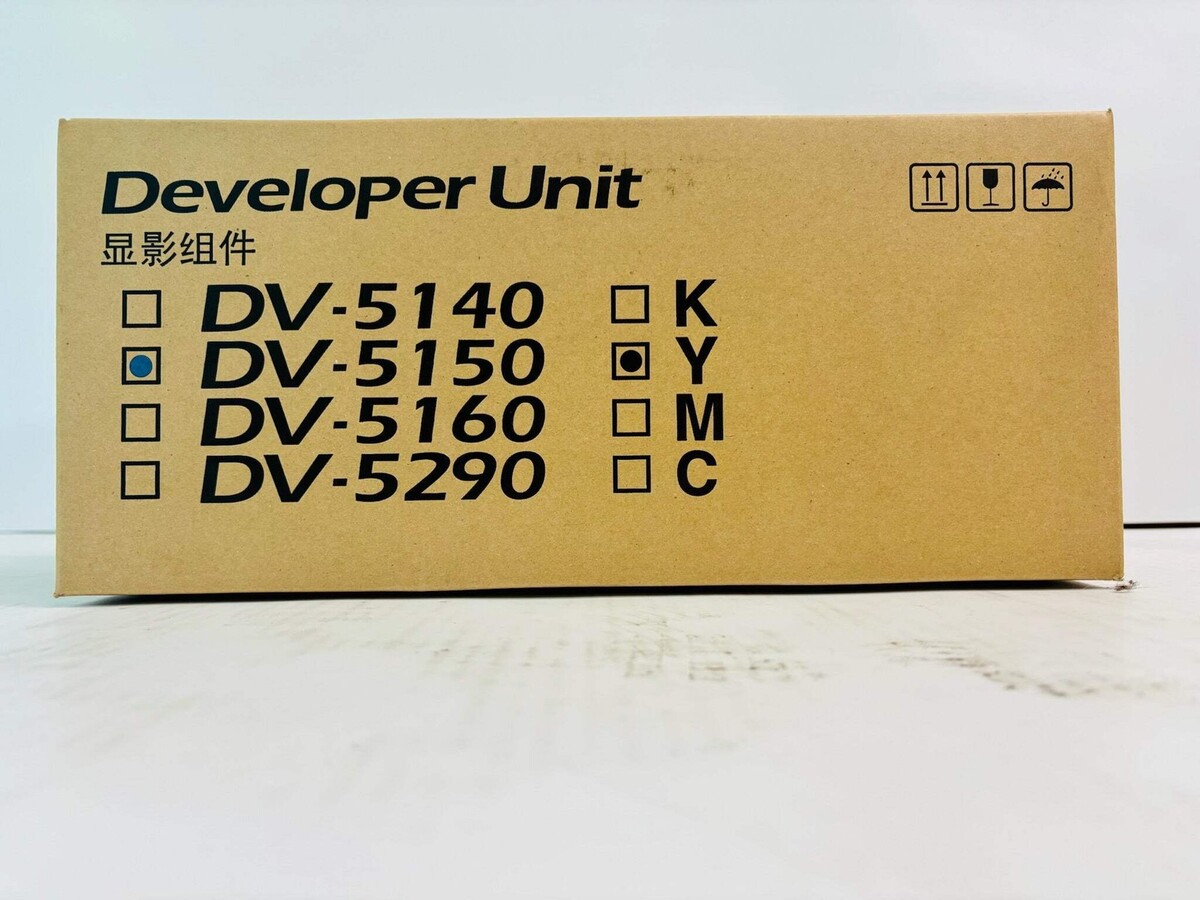 Developer Unit
显影组件
DV-5140 K
DV-5150 Y
DV-5160 M
DV-5290 C